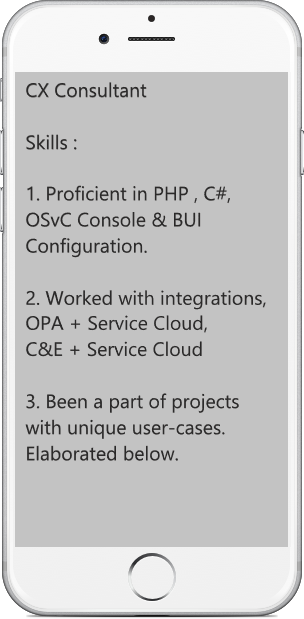 CX Consultant
Skills :
1. Proficient in PHP , C#,
OSvC Console & BUI
Configuration.
2. Worked with integrations,
OPA + Service Cloud,
C&E + Service Cloud
3. Been a part of projects
with unique user-cases.
Elaborated below.